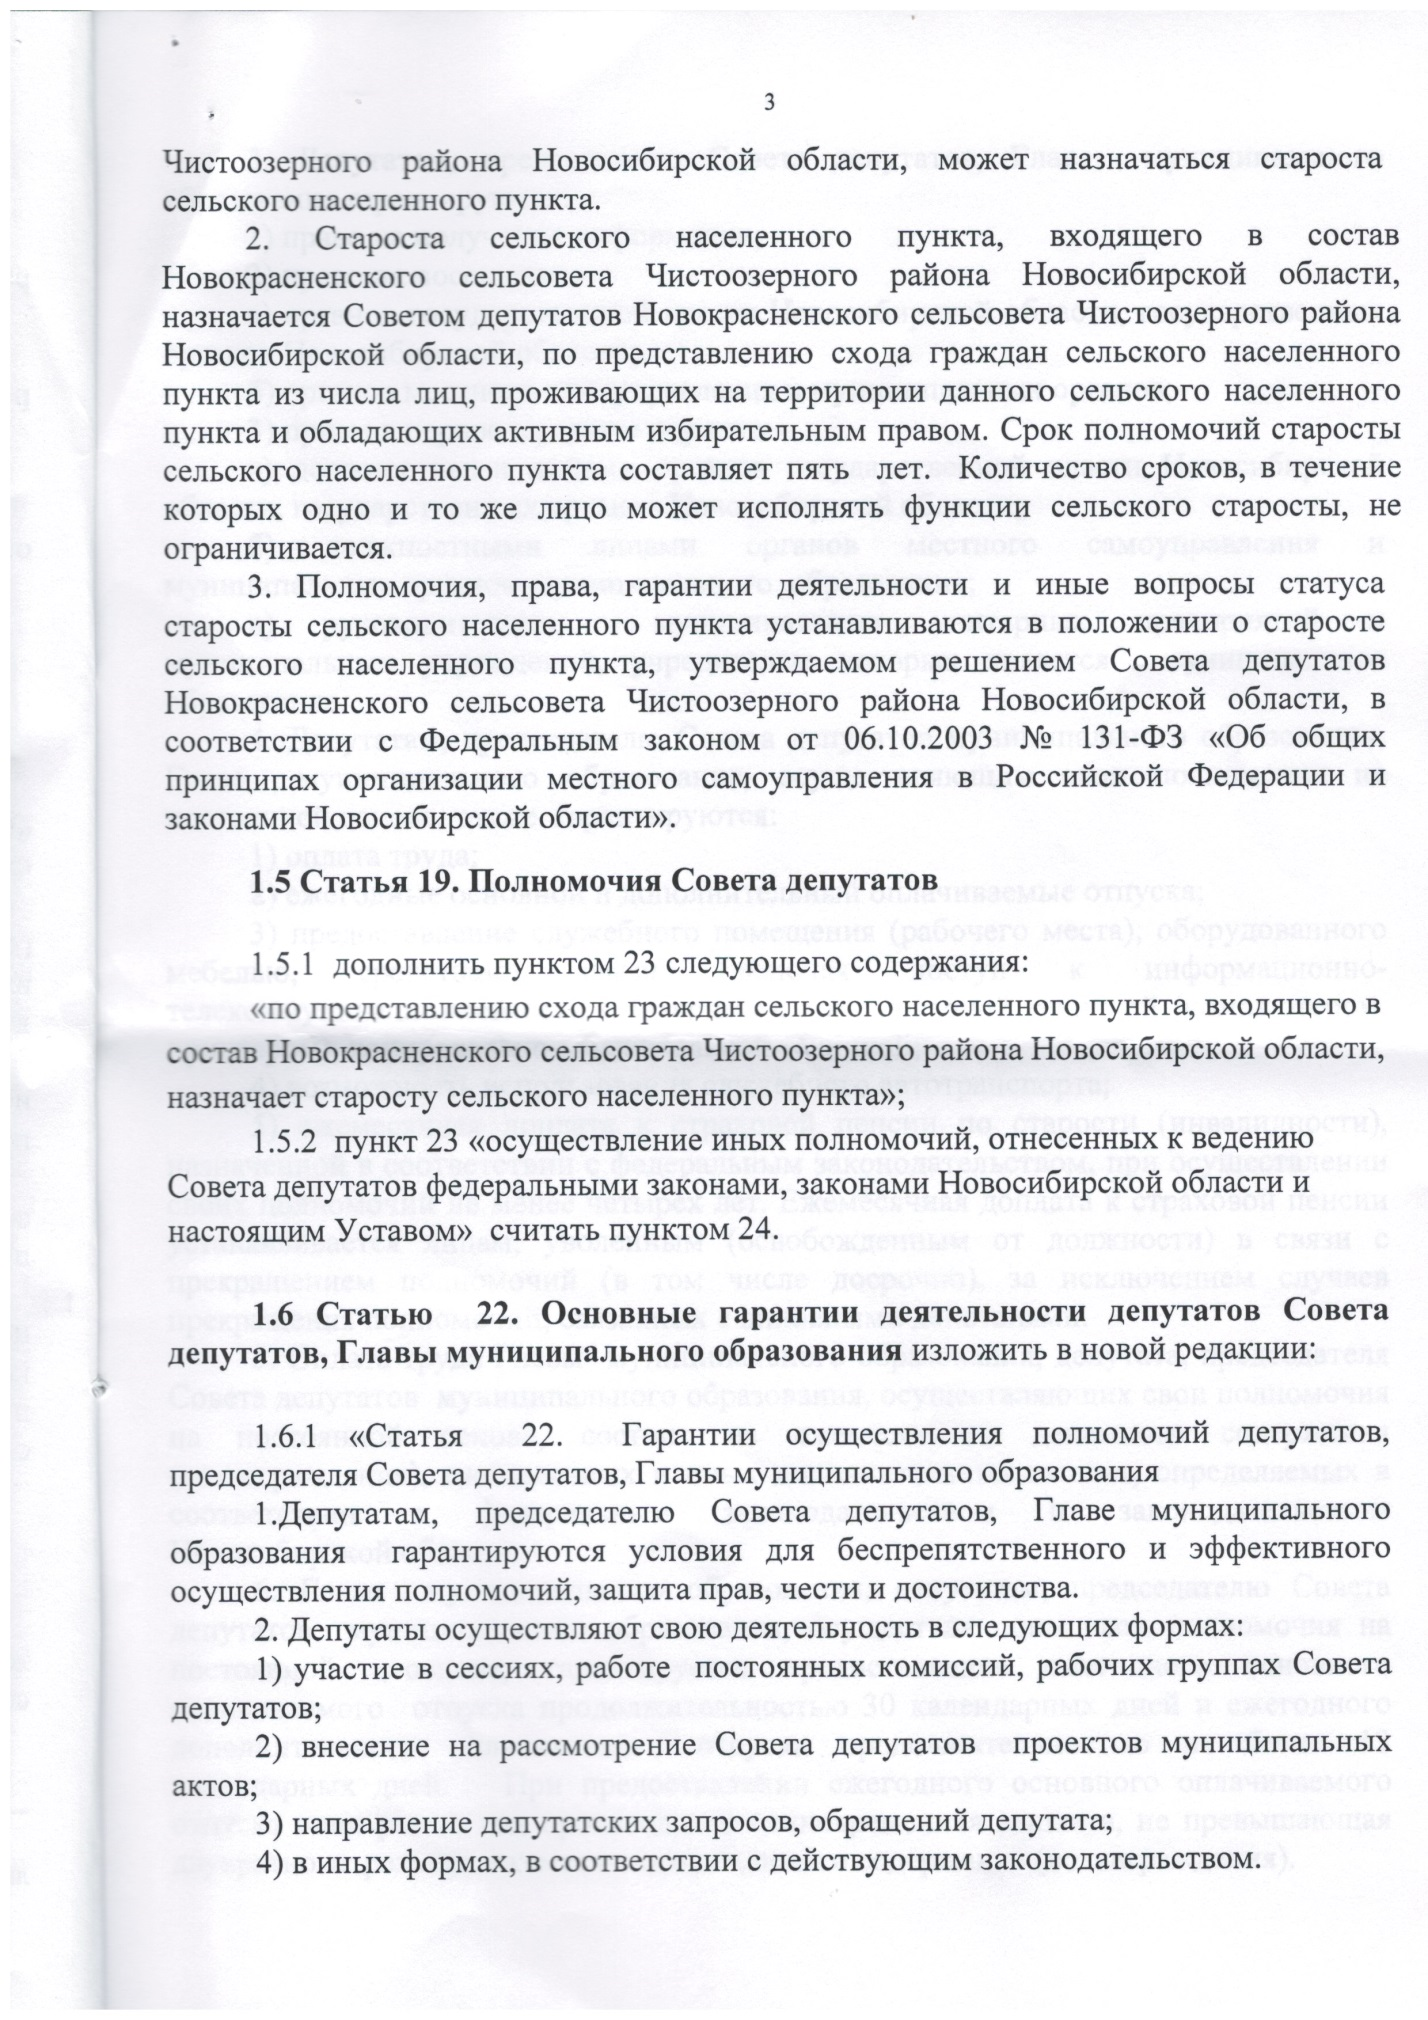 3
Чистоозерного района Новосибирской области, может назначаться староста
сельского населенного пункта.
2. Староста сельского населенного пункта, входящего в состав
Новокрасненского сельсовета Чистоозерного района Новосибирской области,
назначается Советом депутатов Новокрасненского сельсовета Чистоозерного района
Новосибирской области, по представлению схода граждан сельского населенного
пункта из числа лиц, проживающих на территории данного сельского населенного
пункта и обладающих активным избирательным правом. Срок полномочий старосты
сельского населенного пункта составляет пять лет. Количество сроков, в течение
которых одно и то же лицо может исполнять функции сельского старосты, не
ограничивается.
3. Полномочия, права, гарантии деятельности и иные вопросы статуса
старосты сельского населенного пункта устанавливаются в положении о старосте
сельского населенного пункта, утверждаемом решением Совета депутатов
Новокрасненского сельсовета Чистоозерного района Новосибирской области, в
соответствии с Федеральным законом от 06.10.2003 № 131-ФЗ «Об общих
принципах организации местного самоуправления в Российской Федерации и
законами Новосибирской области».
1.5 Статья 19. Полномочия Совета депутатов
1.5.1 дополнить пунктом 23 следующего содержания:
«по представлению схода граждан сельского населенного пункта, входящего в
состав Новокрасненского сельсовета Чистоозерного района Новосибирской области,
назначает старосту сельского населенного пункта»;
1.5.2 пункт 23 «осуществление иных полномочий, отнесенных к ведению
Совета депутатов федеральными законами, законами Новосибирской области и
настоящим Уставом» считать пунктом 24.
1.6 Статью 22. Основные гарантии деятельности депутатов Совета
депутатов, Главы муниципального образования изложить в новой редакции:
1.6.1 «Статья 22. Гарантии осуществления полномочий депутатов,
председателя Совета депутатов, Главы муниципального образования
1.Депутатам, председателю Совета депутатов, Главе муниципального
образования гарантируются условия для беспрепятственного и эффективного
осуществления полномочий, защита прав, чести и достоинства.
2. Депутаты осуществляют свою деятельность в следующих формах:
1) участие в сессиях, работе постоянных комиссий, рабочих группах Совета
депутатов;
2) внесение на рассмотрение Совета депутатов проектов муниципальных
актов;
3) направление депутатских запросов, обращений депутата;
4) в иных формах, в соответствии с действующим законодательством.